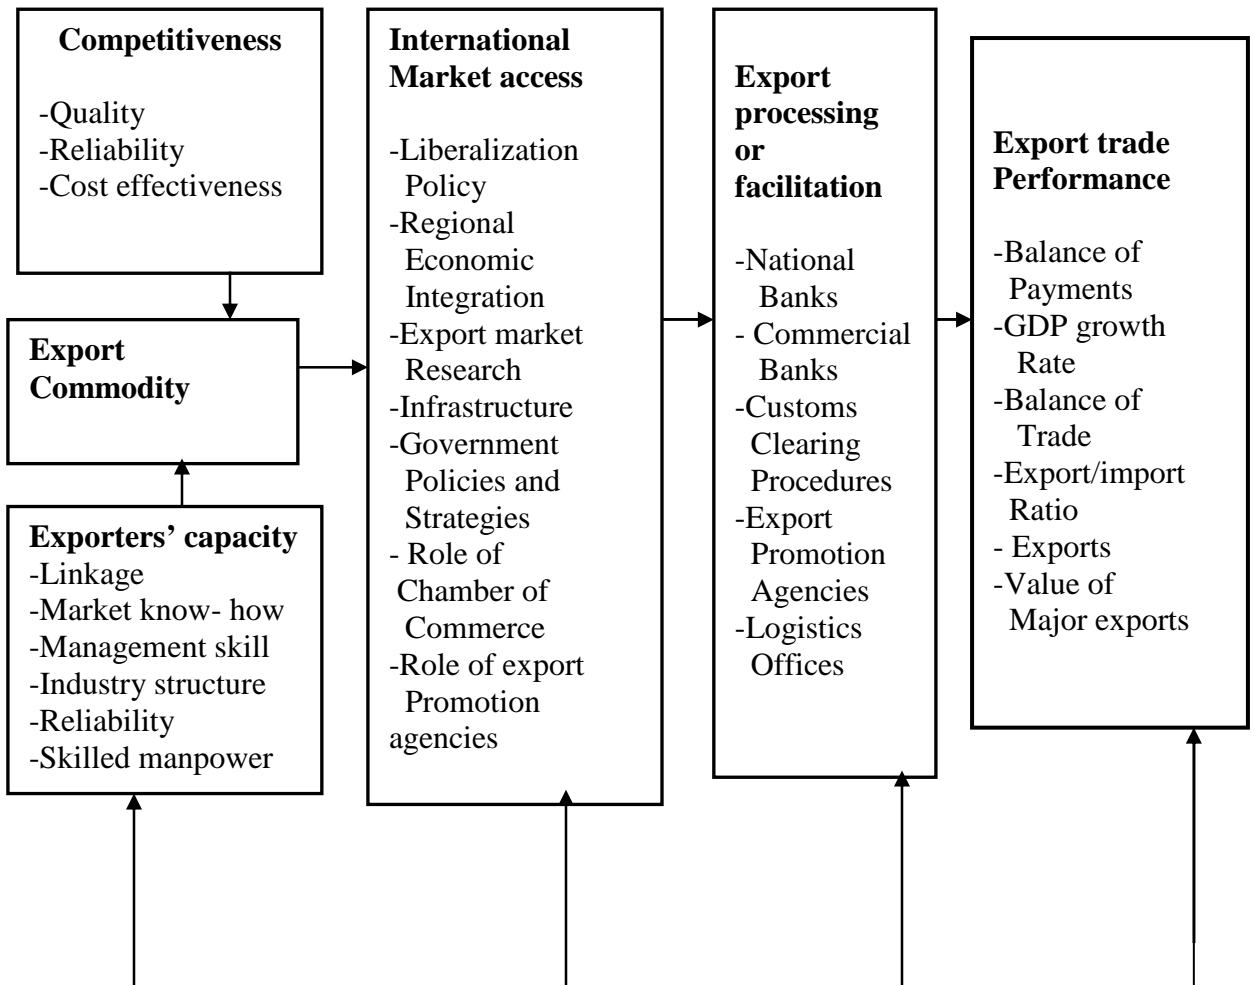 Competitiveness
-Quality
-Reliability
-Cost effectiveness
Export
Commodity
Exporters’ capacity
-Linkage
-Market know- how
-Management skill
-Industry structure
-Reliability
-Skilled manpower
International
Market access
-Liberalization
Policy
-Regional
Economic
Integration
-Export market
Research
-Infrastructure
-Government
Policies and
Strategies
- Role of
Chamber of
Commerce
-Role of export
Promotion
agencies
Export
processing
or
facilitation
-National
Banks
- Commercial
Banks
-Customs
Clearing
Procedures
-Export
Promotion
Agencies
-Logistics
Offices
Export trade
Performance
-Balance of
Payments
-GDP growth
Rate
-Balance of
Trade
-Export/import
Ratio
- Exports
-Value of
Major exports